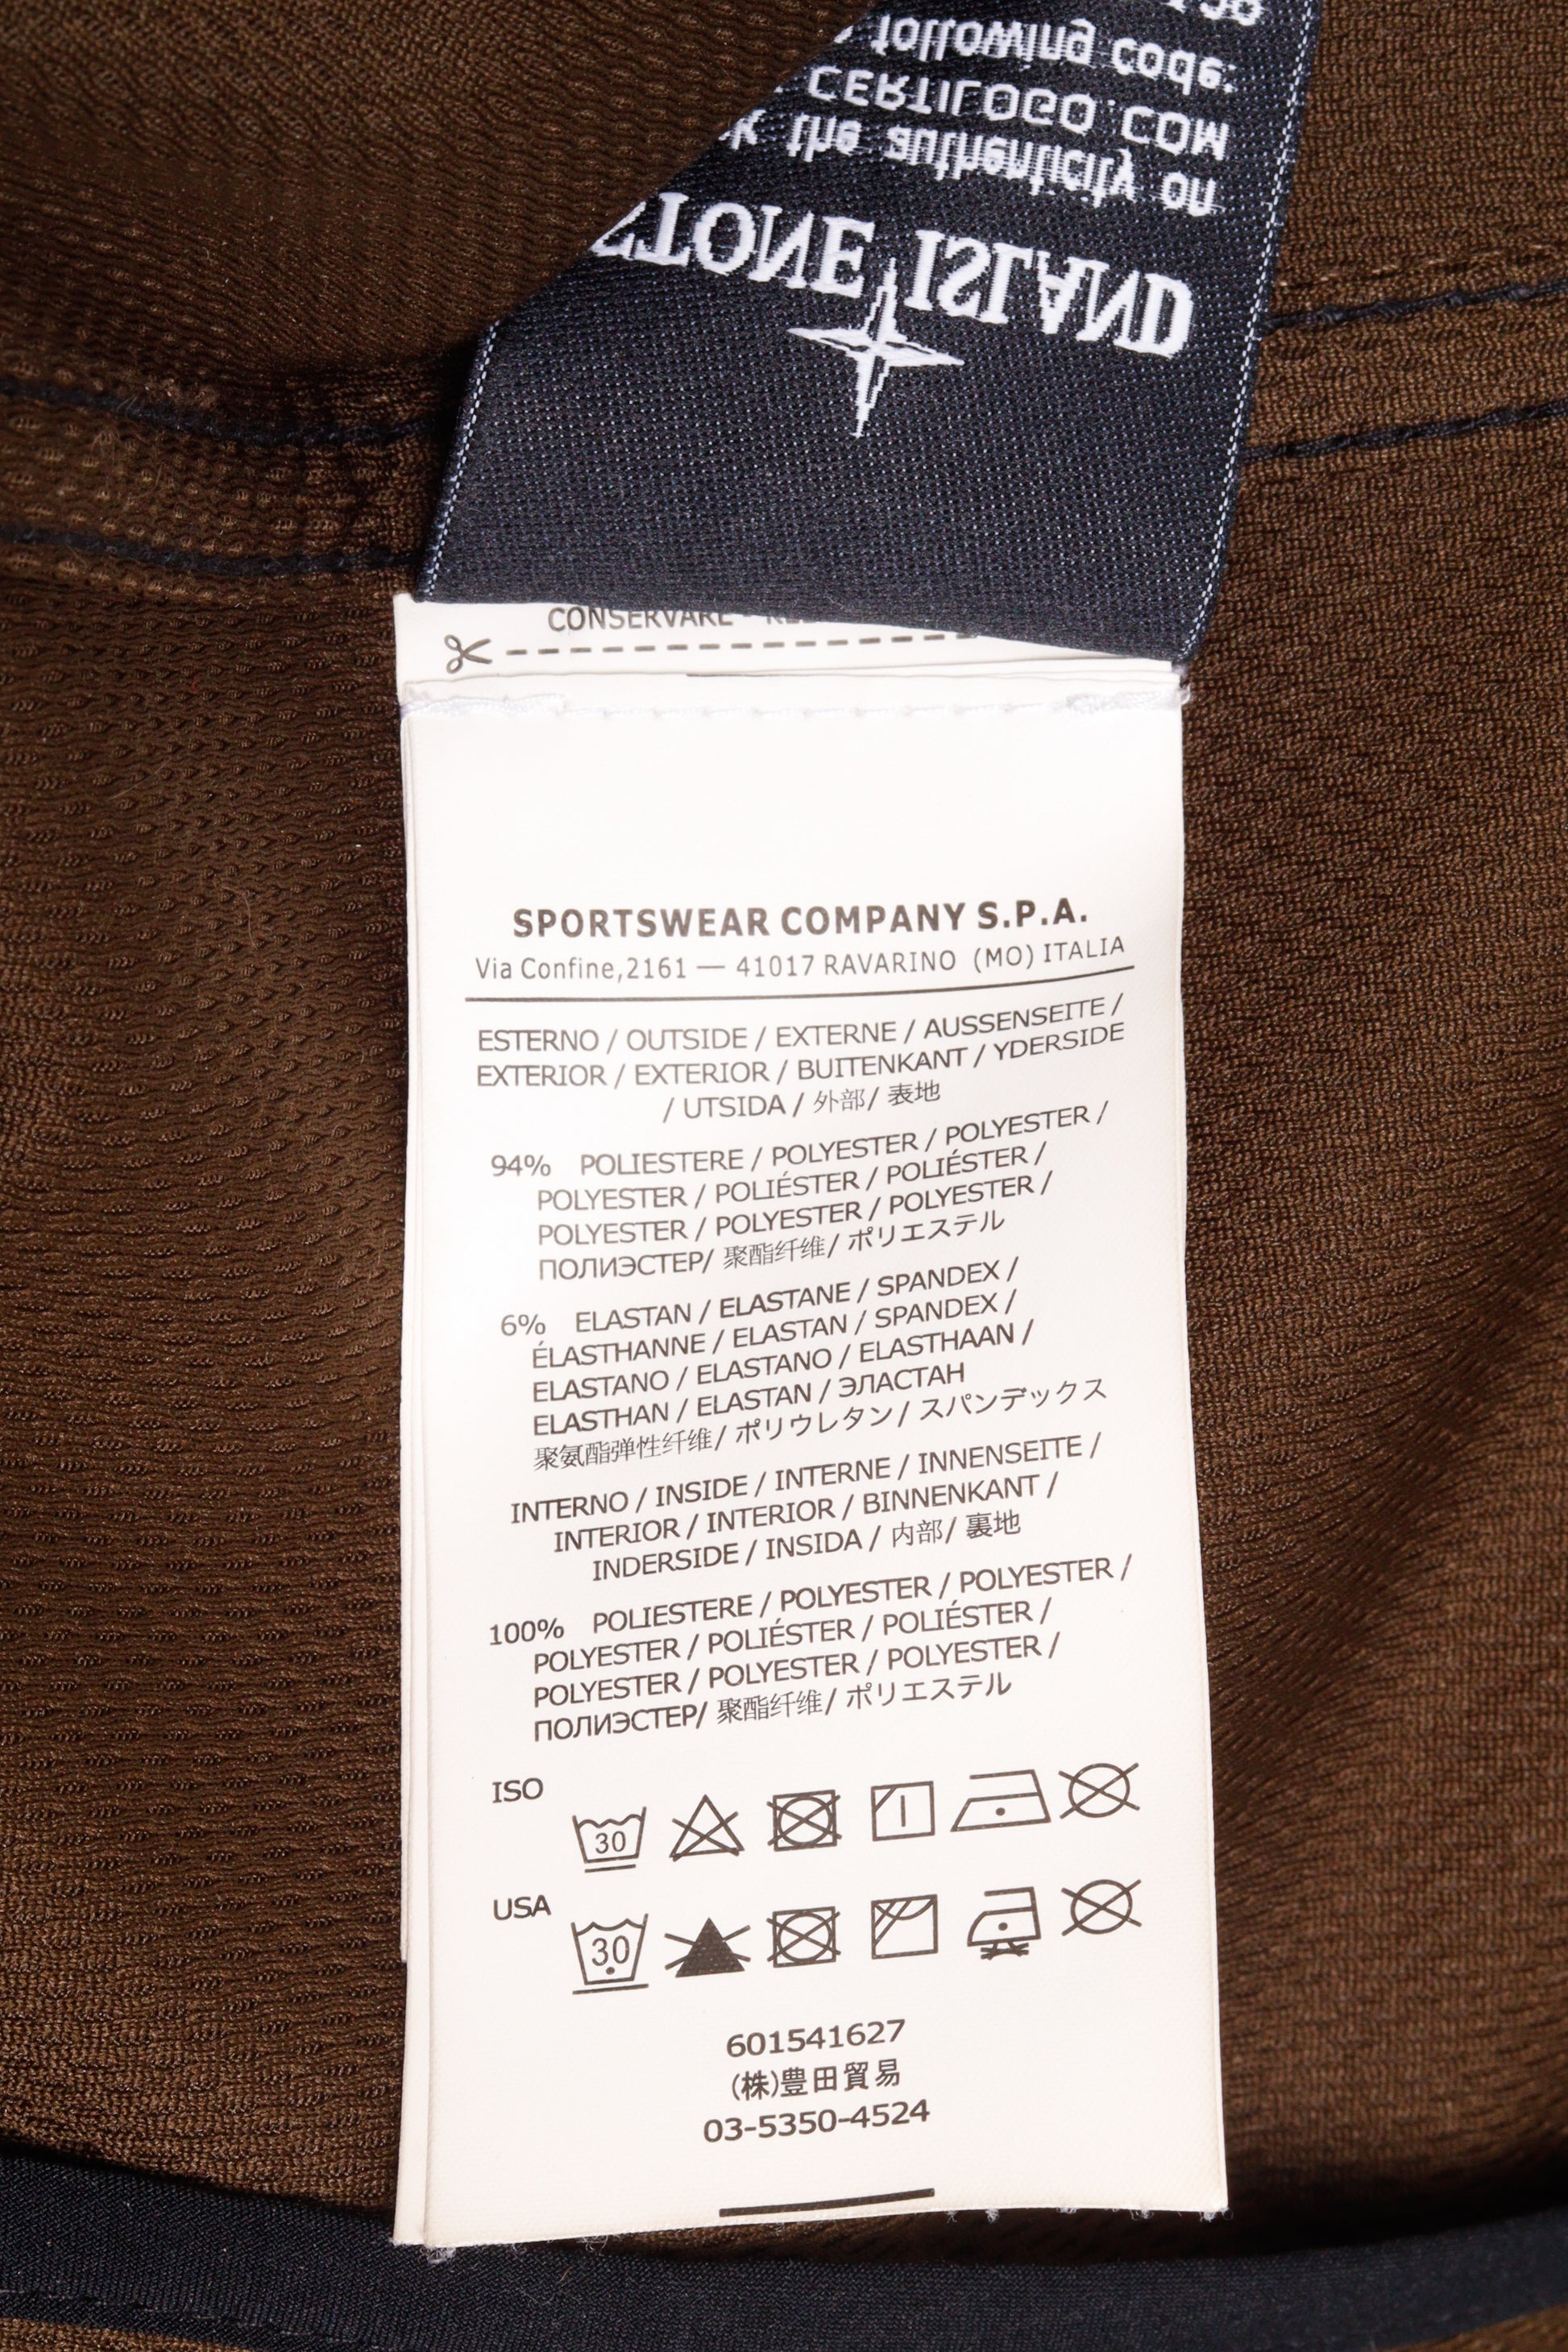 following code:
CERTILOGO.COM
the authenticity on
STONE ISLAND
CONSERVARE -
SPORTSWEAR COMPANY S.P.A.
Via Confine,2161 — 41017 RAVARINO (MO) ITALIA
ESTERNO / OUTSIDE / EXTERNE / AUSSENSEITE /
EXTERIOR / EXTERIOR / BUITENKANT / YDERSIDE
/ UTSIDA / 外部/ 表地
94% POLIESTERE / POLYESTER / POLYESTER /
POLYESTER / POLIÉSTER / POLIÉSTER /
POLYESTER / POLYESTER / POLYESTER /
ПОЛИЭСТЕР/ 聚酯纤维/ ポリエステル
6% ELASTAN / ELASTANE / SPANDEX /
ÉLASTHANNE / ELASTAN / SPANDEX /
ELASTANO / ELASTANO / ELASTHAAN /
ELASTHAN / ELASTAN / ЭЛАСТАН
聚氨酯弹性纤维/ ポリウレタン/ スパンデックス
INTERNO / INSIDE / INTERNE / INNENSEITE /
INTERIOR / INTERIOR / BINNENKANT /
INDERSIDE / INSIDA / 内部/ 裏地
100% POLIESTERE / POLYESTER / POLYESTER /
POLYESTER / POLIÉSTER / POLIÉSTER /
POLYESTER / POLYESTER / POLYESTER /
ПОЛИЭСТЕР/ 聚酯纤维/ ポリエステル
ISO
30
USA
30
601541627
(株)豊田貿易
03-5350-4524